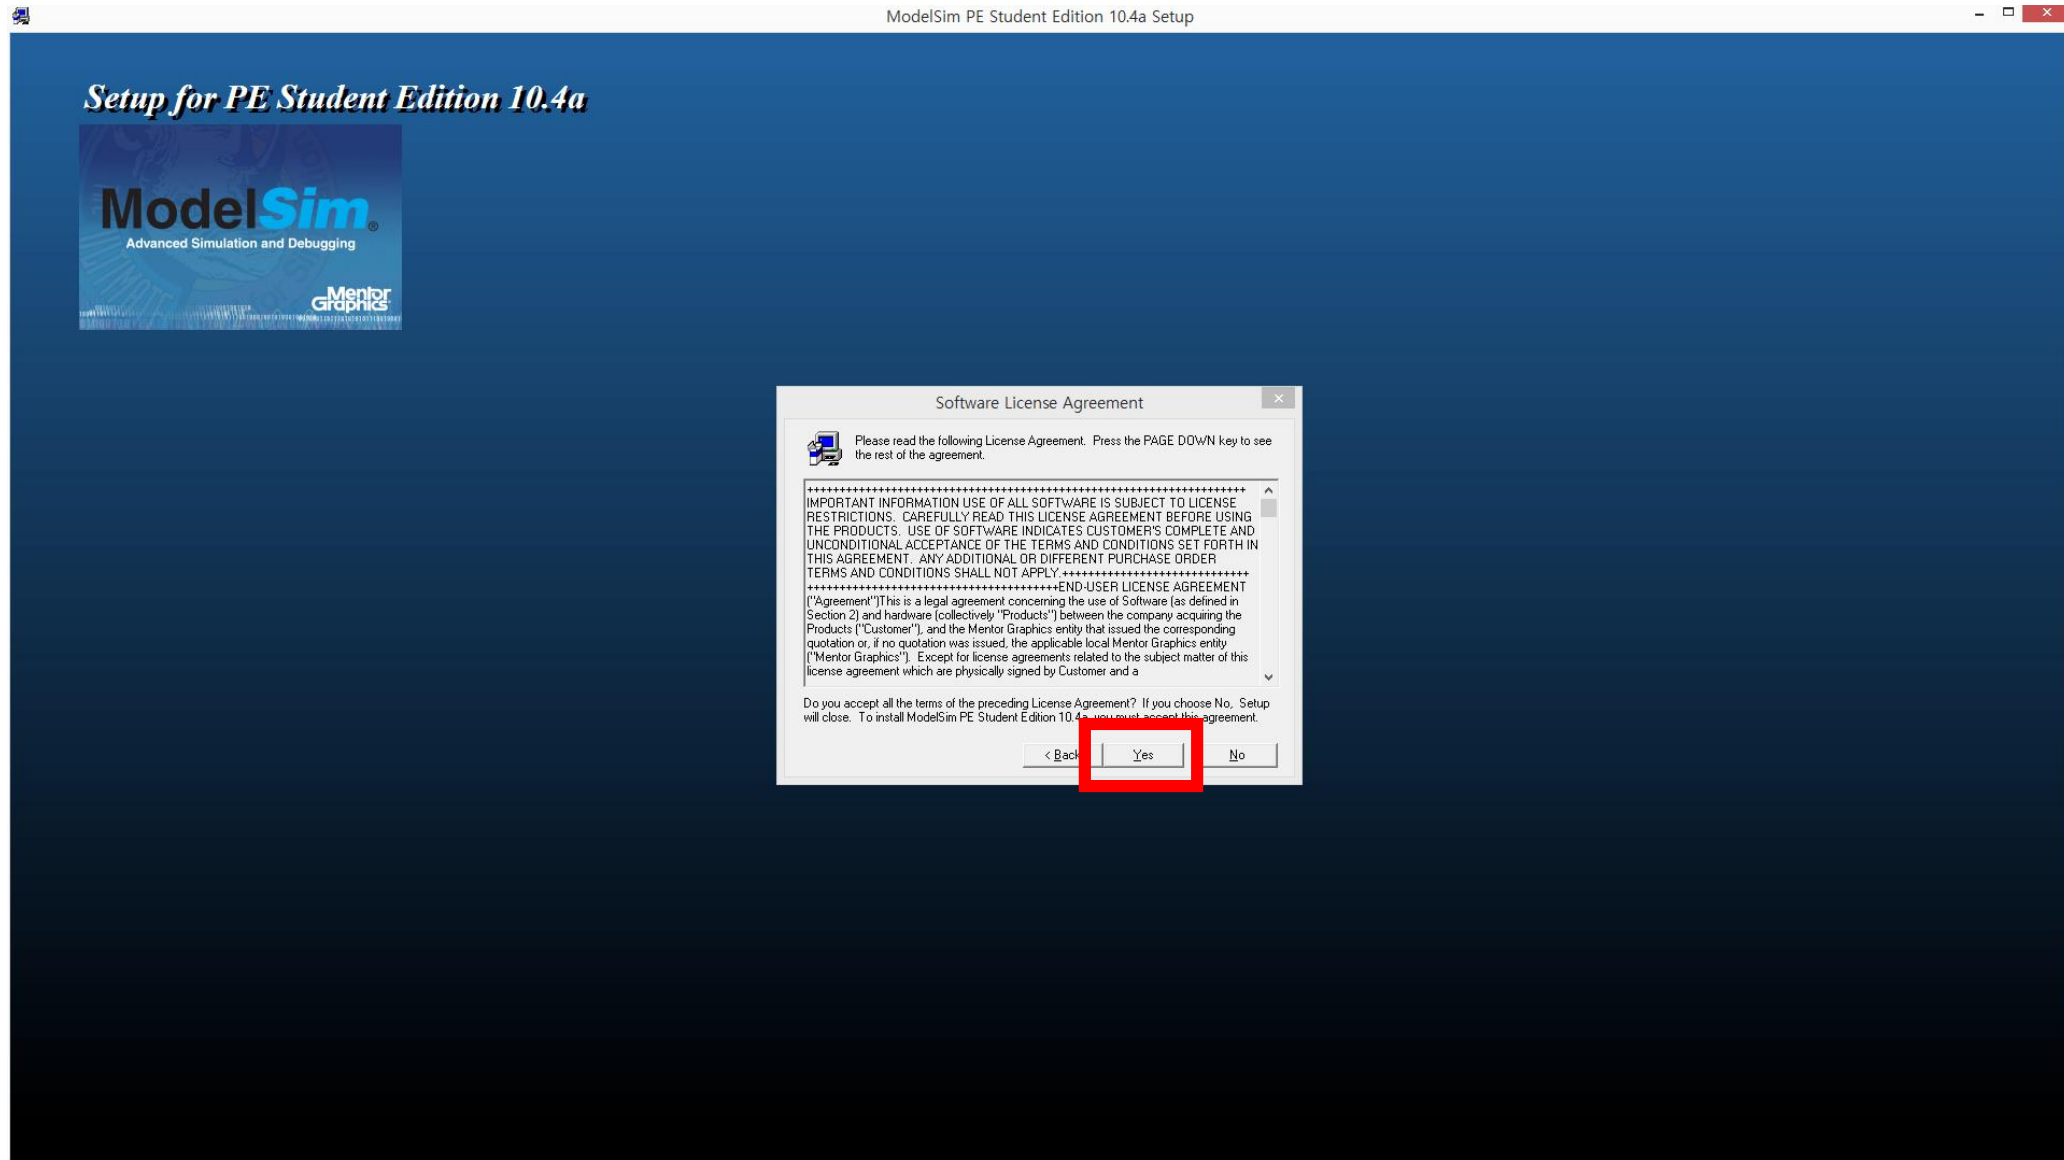 ModelSim PE Student Edition 10.4a Setup
Setup for PE Student Edition 10.4a
ModelSim®
Advanced Simulation and Debugging
Mentor
Graphics
Software License Agreement
Please read the following License Agreement. Press the PAGE DOWN key to see
the rest of the agreement.
++++++++++++++++++++++++++++++++++++++++++++++++++++++++++++++++++++
IMPORTANT INFORMATION USE OF ALL SOFTWARE IS SUBJECT TO LICENSE
RESTRICTIONS. CAREFULLY READ THIS LICENSE AGREEMENT BEFORE USING
THE PRODUCTS. USE OF SOFTWARE INDICATES CUSTOMER'S COMPLETE AND
UNCONDITIONAL ACCEPTANCE OF THE TERMS AND CONDITIONS SET FORTH IN
THIS AGREEMENT. ANY ADDITIONAL OR DIFFERENT PURCHASE ORDER
TERMS AND CONDITIONS SHALL NOT APPLY.+++++++++++++++++++++++++++++
+++++++++++++++++++++++++++++++++++++++END-USER LICENSE AGREEMENT
("Agreement")This is a legal agreement concerning the use of Software (as defined in
Section 2) and hardware (collectively "Products") between the company acquiring the
Products ("Customer"), and the Mentor Graphics entity that issued the corresponding
quotation or, if no quotation was issued, the applicable local Mentor Graphics entity
("Mentor Graphics"). Except for license agreements related to the subject matter of this
license agreement which are physically signed by Customer and a
Do you accept all the terms of the preceding License Agreement? If you choose No, Setup
will close. To install ModelSim PE Student Edition 10.4a, you must accept this agreement.
< Back
Yes
No